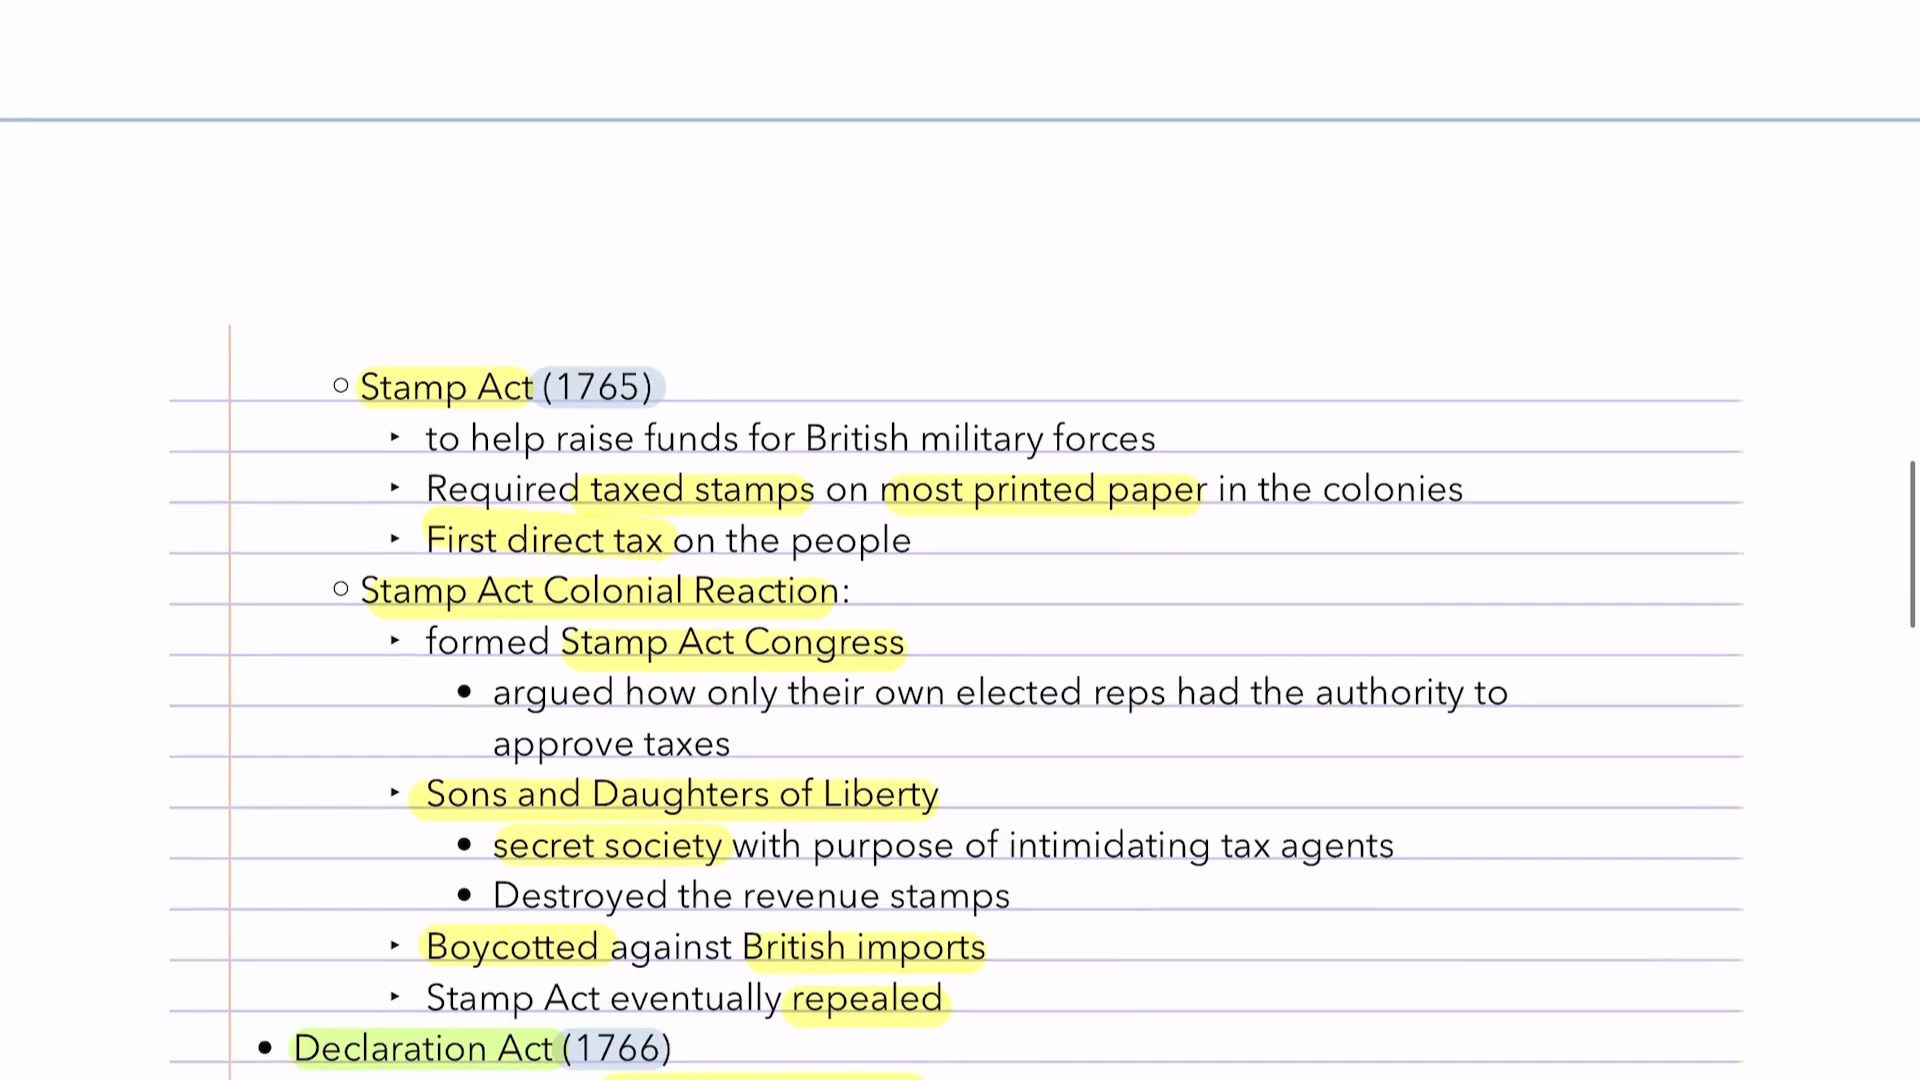 ○ Stamp Act (1765)
‣ to help raise funds for British military forces
‣ Required taxed stamps on most printed paper in the colonies
‣ First direct tax on the people
○ Stamp Act Colonial Reaction:
‣ formed Stamp Act Congress
• argued how only their own elected reps had the authority to
approve taxes
‣ Sons and Daughters of Liberty
• secret society with purpose of intimidating tax agents
• Destroyed the revenue stamps
‣ Boycotted against British imports
‣ Stamp Act eventually repealed
• Declaration Act (1766)